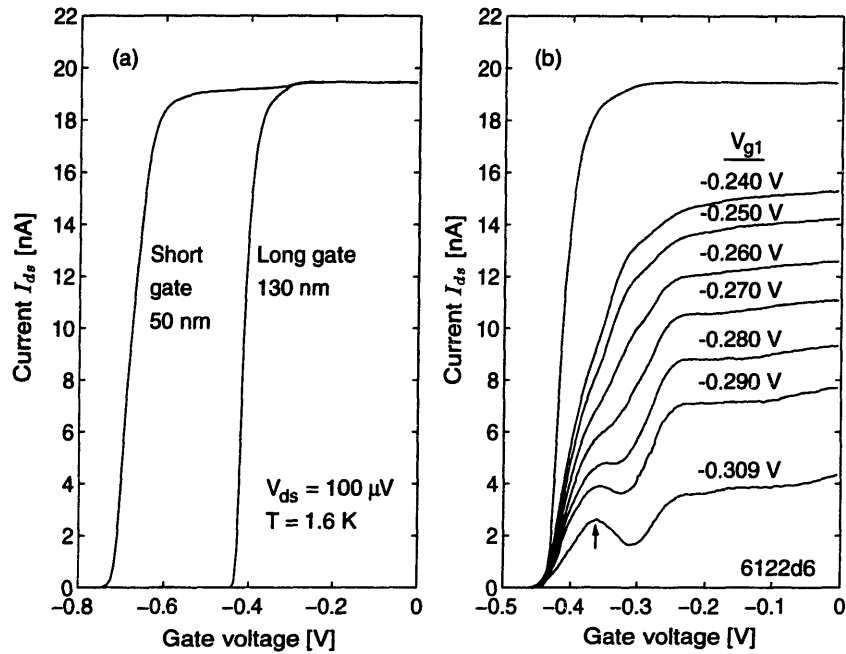 (a)
Current Ids [nA]
22
20
18
16
14
12
10
8
6
4
2
0
Short
gate
50 nm
Long gate
130 nm
Vds = 100 μV
T = 1.6 K
−0.8
−0.6
−0.4
−0.2
0
Gate voltage [V]
(b)
Current Ids [nA]
22
20
18
16
14
12
10
8
6
4
2
0
Vg1
-0.240 V
-0.250 V
-0.260 V
-0.270 V
-0.280 V
-0.290 V
-0.309 V
6122d6
−0.5
−0.4
−0.3
−0.2
−0.1
0
Gate voltage [V]